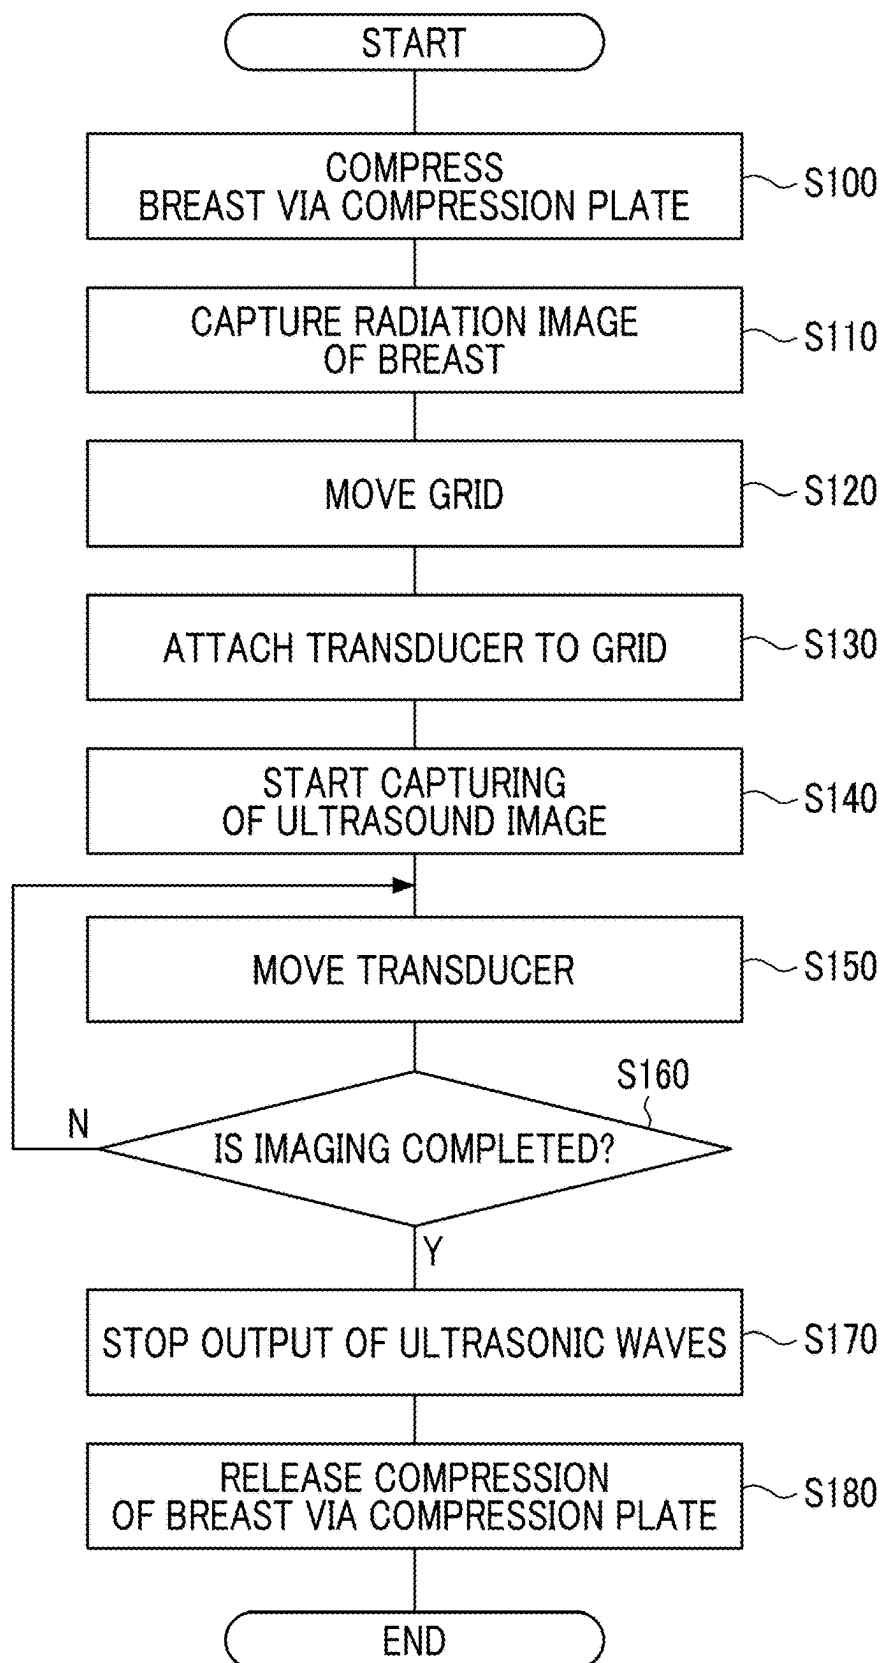 START
COMPRESS
BREAST VIA COMPRESSION PLATE
S100
CAPTURE RADIATION IMAGE
OF BREAST
S110
MOVE GRID
S120
ATTACH TRANSDUCER TO GRID
S130
START CAPTURING
OF ULTRASOUND IMAGE
S140
MOVE TRANSDUCER
S150
S160
N
IS IMAGING COMPLETED?
Y
STOP OUTPUT OF ULTRASONIC WAVES
S170
RELEASE COMPRESSION
OF BREAST VIA COMPRESSION PLATE
S180
END